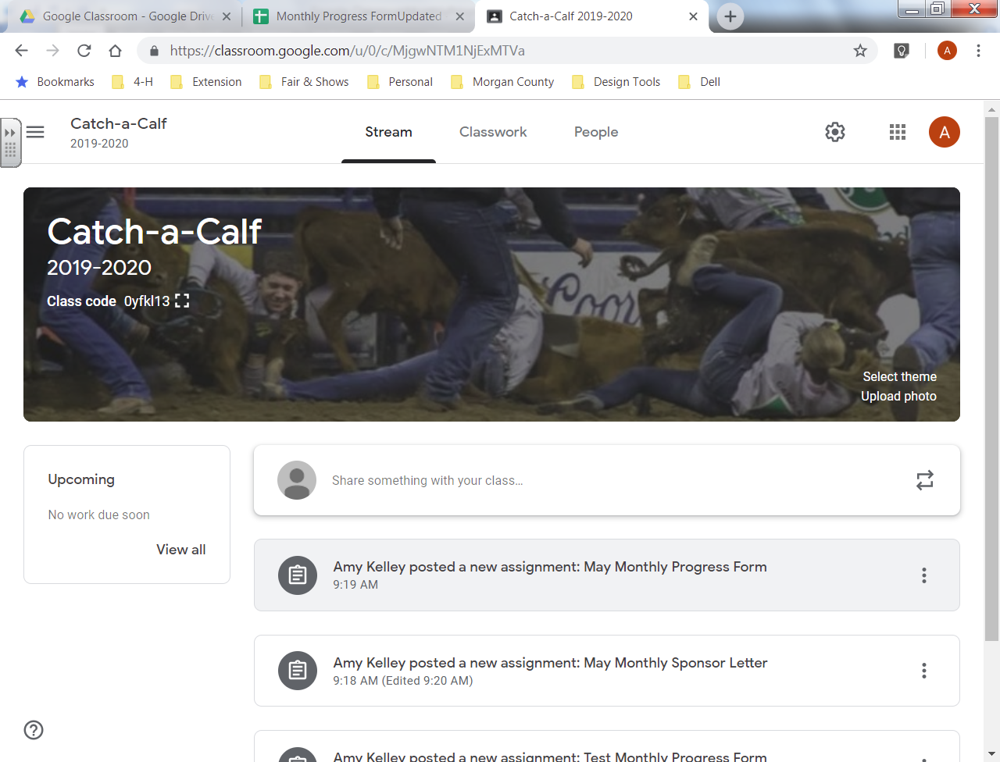 Google Classroom - Google Drive
Monthly Progress FormUpdated
Catch-a-Calf 2019-2020
https://classroom.google.com/u/0/c/MjgwNTM1NjExMTVa
A
Bookmarks
4-H
Extension
Fair & Shows
Personal
Morgan County
Design Tools
Dell
Catch-a-Calf
2019-2020
Stream
Classwork
People
A
Catch-a-Calf
2019-2020
Class code 0yfkl13
Coors
Select theme
Upload photo
Upcoming
No work due soon
View all
Share something with your class...
Amy Kelley posted a new assignment: May Monthly Progress Form
9:19 AM
Amy Kelley posted a new assignment: May Monthly Sponsor Letter
9:18 AM (Edited 9:20 AM)
Amy Kelley posted a new assignment: Test Monthly Progress Form